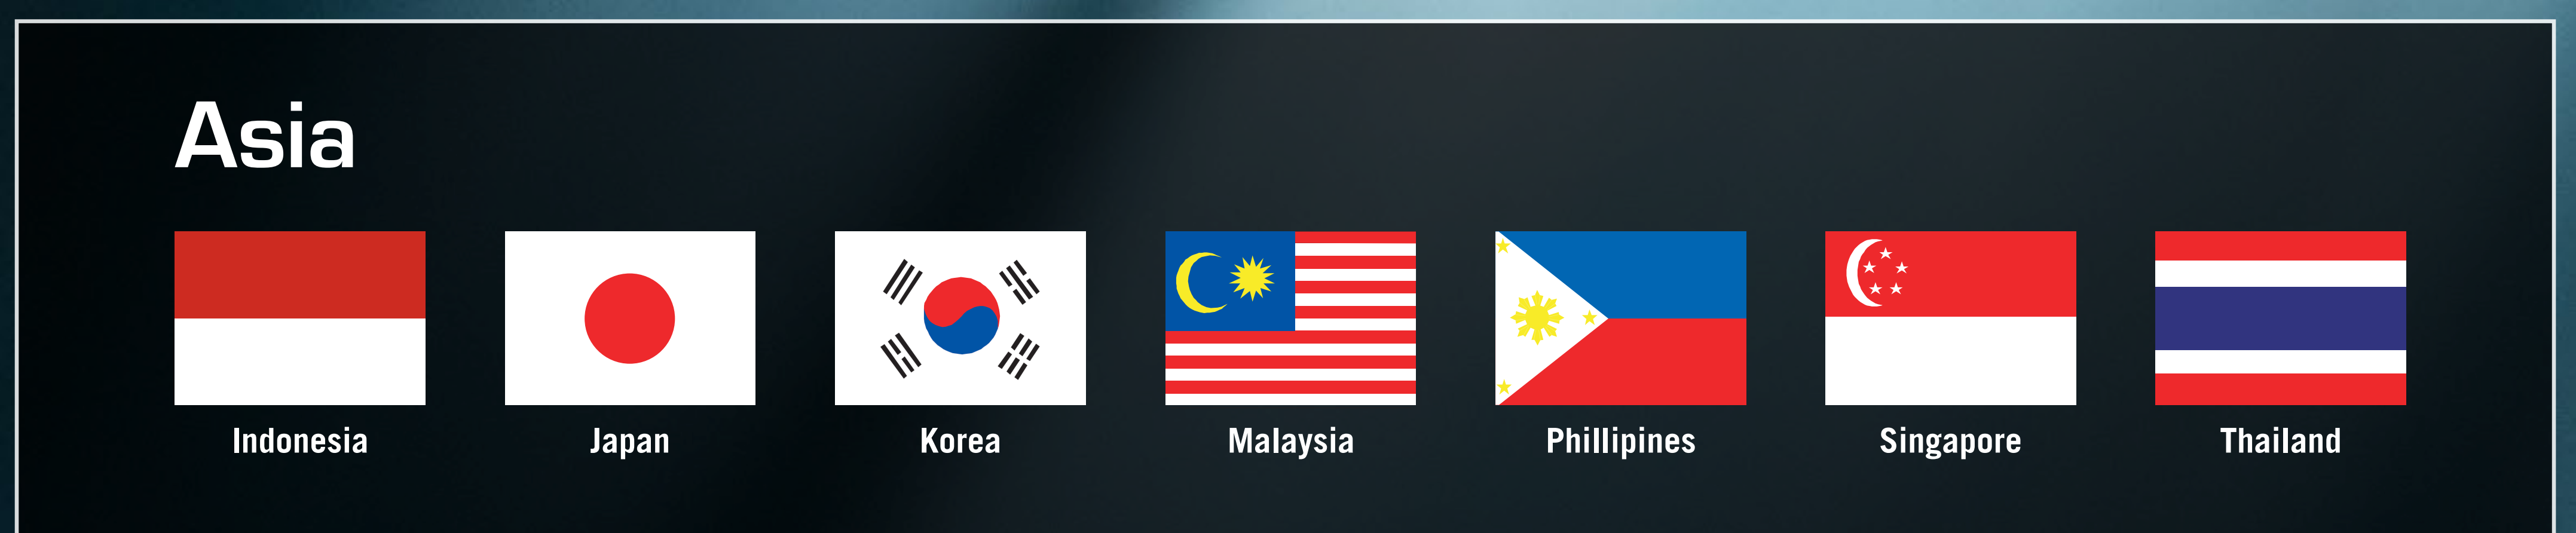 Asia
Indonesia
Japan
Korea
Malaysia
Phillipines
Singapore
Thailand